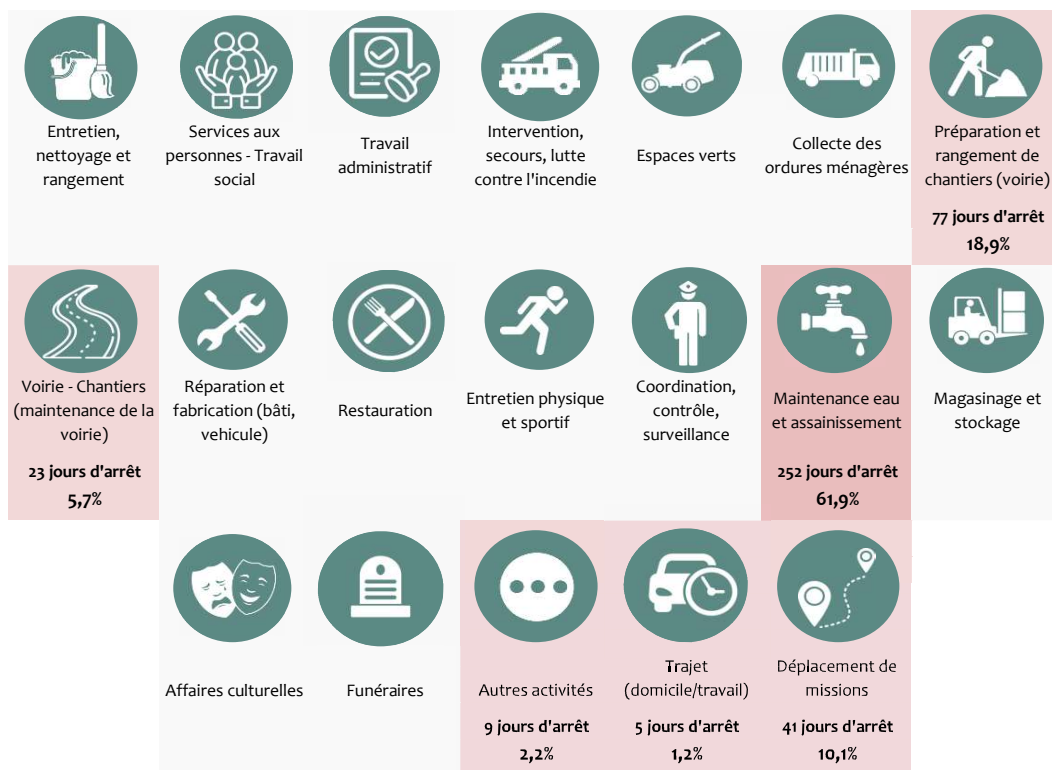 Entretien,
nettoyage et
rangement
Services aux
personnes - Travail
social
Travail
administratif
Intervention,
secours, lutte
contre l'incendie
Espaces verts
Collecte des
ordures ménagères
Préparation et
rangement de
chantiers (voirie)
77 jours d'arrêt
18,9%
Voirie - Chantiers
(maintenance de la
voirie)
23 jours d'arrêt
5,7%
Réparation et
fabrication (bâti,
vehicule)
Restauration
Entretien physique
et sportif
Coordination,
contrôle,
surveillance
Maintenance eau
et assainissement
252 jours d'arrêt
61,9%
Magasinage et
stockage
Affaires culturelles
Funéraires
Autres activités
9 jours d'arrêt
2,2%
Trajet
(domicile/travail)
5 jours d'arrêt
1,2%
Déplacement de
missions
41 jours d'arrêt
10,1%